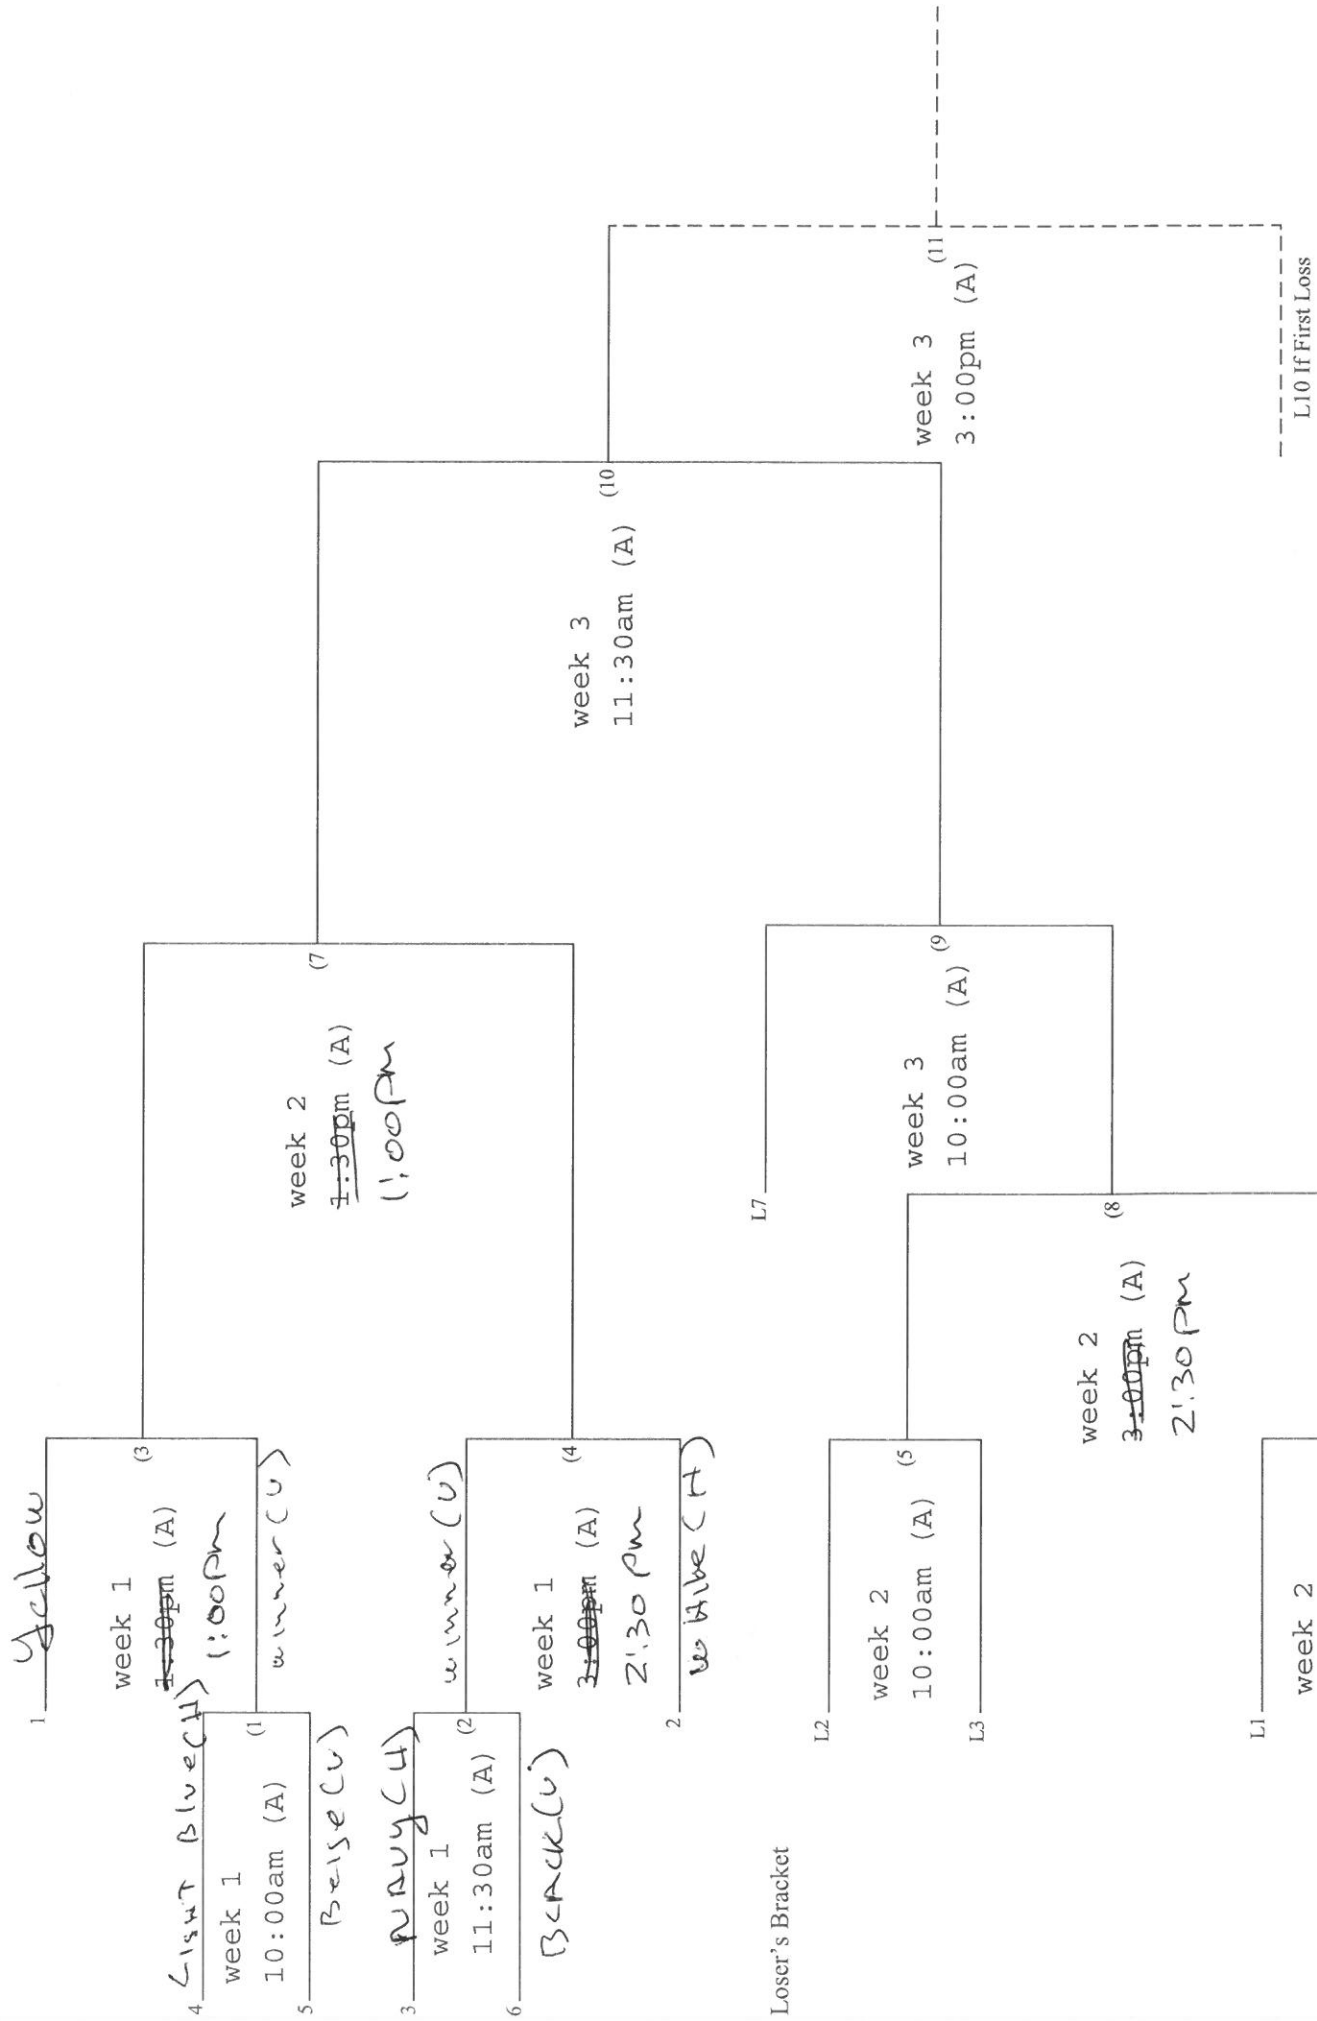 1 Yellow
week 1
1:30pm (A)
1:00pm
(3
4 Light Blue (H)
week 1
10:00am (A)
(1
winner (V)
5
Beige (V)
3 NAVY (H)
week 1
11:30am (A)
(2
winner (V)
6
BLACK (V)
week 1
3:00pm (A)
2:30 pm
(4
2
WHite (H)
week 2
1:30pm (A)
1:00pm
(7
week 3
11:30am (A)
(10
week 3
3:00pm (A)
(11
L10 If First Loss
Loser's Bracket
L2
week 2
10:00am (A)
(5
L3
L7
week 3
10:00am (A)
(9
week 2
3:00pm (A)
2:30 pm
(8
L1
week 2